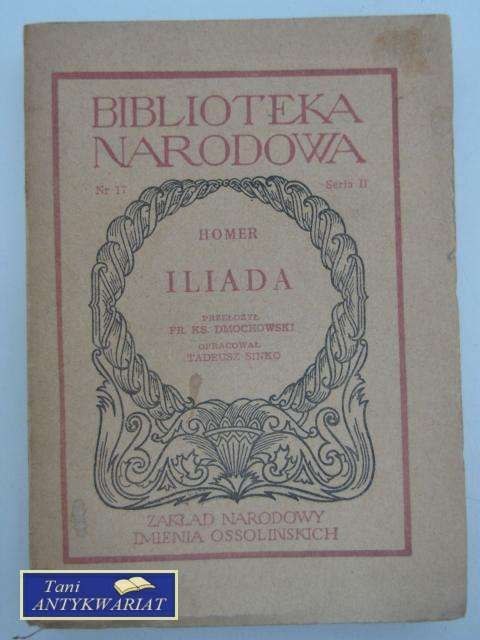 BIBLIOTEKA
NARODOWA
Nr 17 Seria II
HOMER
ILIADA
PRZEŁOŻYŁ
FR. KS. DMOCHOWSKI
OPRACOWAŁ
TADEUSZ SINKO
ZAKŁAD NARODOWY
IMIENIA OSSOLIŃSKICH
Tani
ANTYKWARIAT